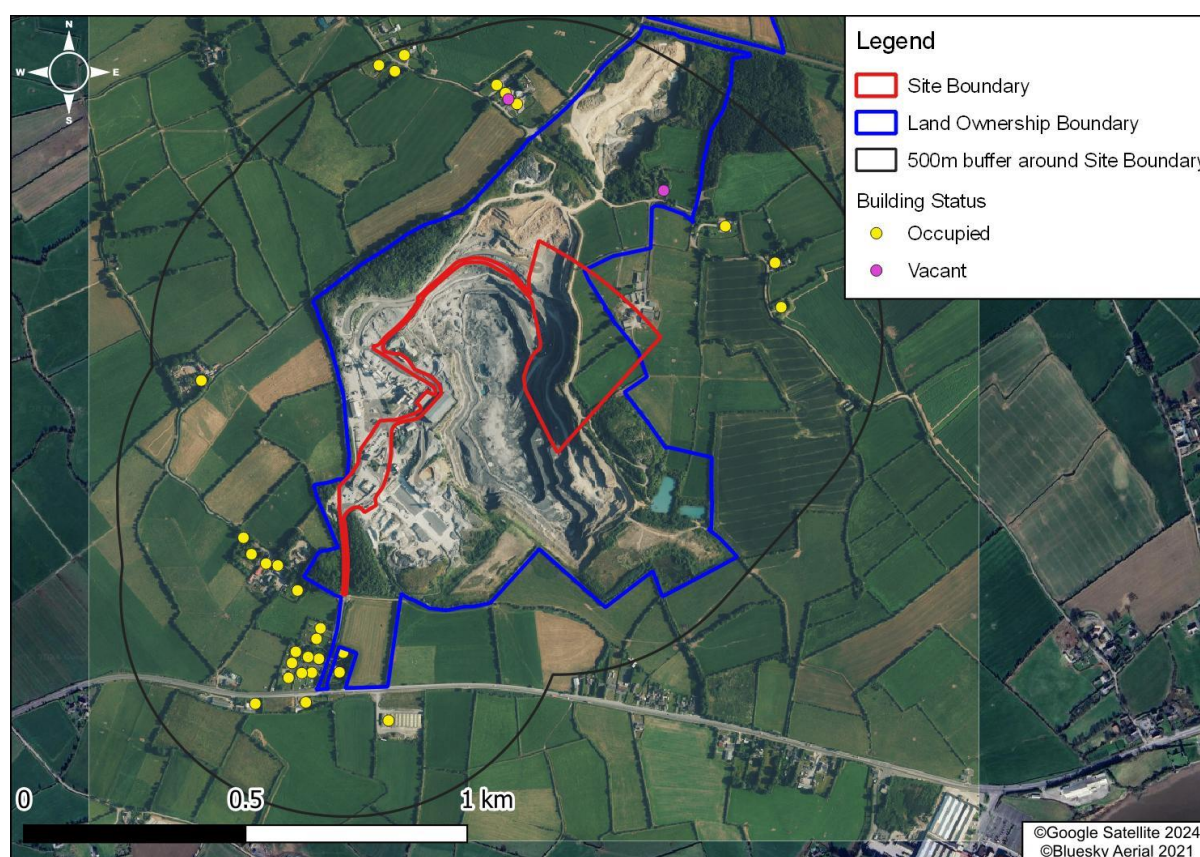 N
W
E
S
Legend
Site Boundary
Land Ownership Boundary
500m buffer around Site Boundary
Building Status
Occupied
Vacant
0
0.5
1 km
©Google Satellite 2024
©Bluesky Aerial 2021